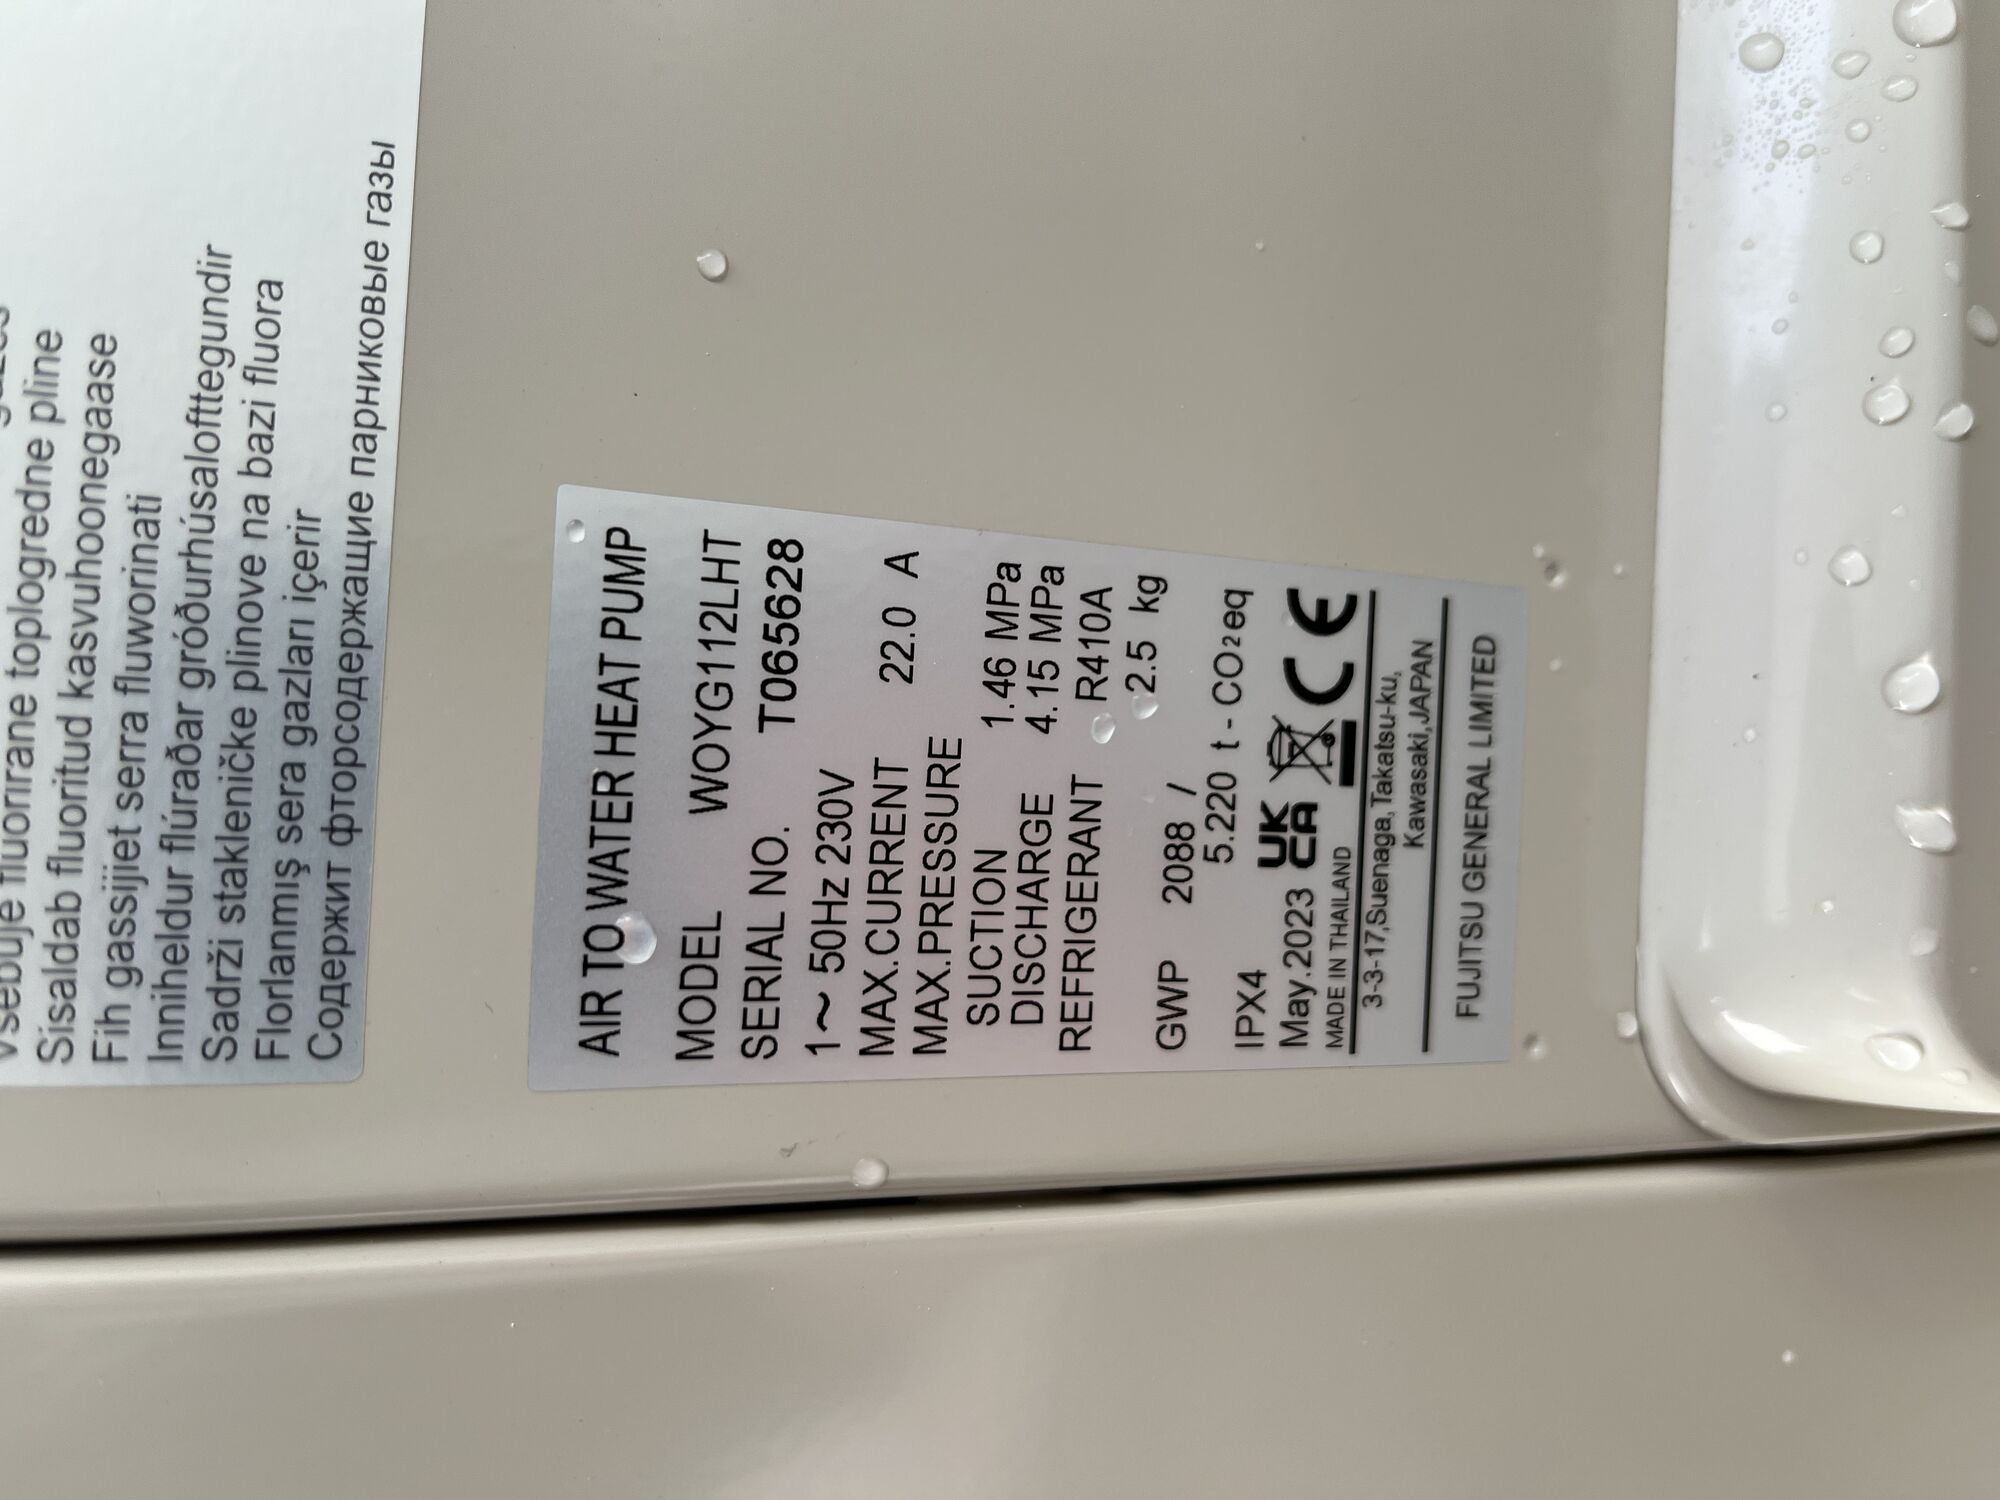 Vsebuje fluorirane toplogredne pline
Sisaldab fluoritud kasvuhoonegaase
Fih gassijiet serra fluworinati
Inniheldur flúraðar gróðurhúsalofttegundir
Sadrži stakleničke plinove na bazi fluora
Florlanmış sera gazları içerir
Содержит фторсодержащие парниковые газы
AIR TO WATER HEAT PUMP
MODEL WOYG112LHT
SERIAL NO. T065628
1~ 50Hz 230V
MAX.CURRENT 22.0 A
MAX.PRESSURE
SUCTION 1.46 MPa
DISCHARGE 4.15 MPa
REFRIGERANT R410A
2.5 kg
GWP 2088 /
5.220 t-CO2eq
IPX4
UK
CA
CE
May.2023
MADE IN THAILAND
3-3-17,Suenaga,Takatsu-ku,
Kawasaki,JAPAN
FUJITSU GENERAL LIMITED